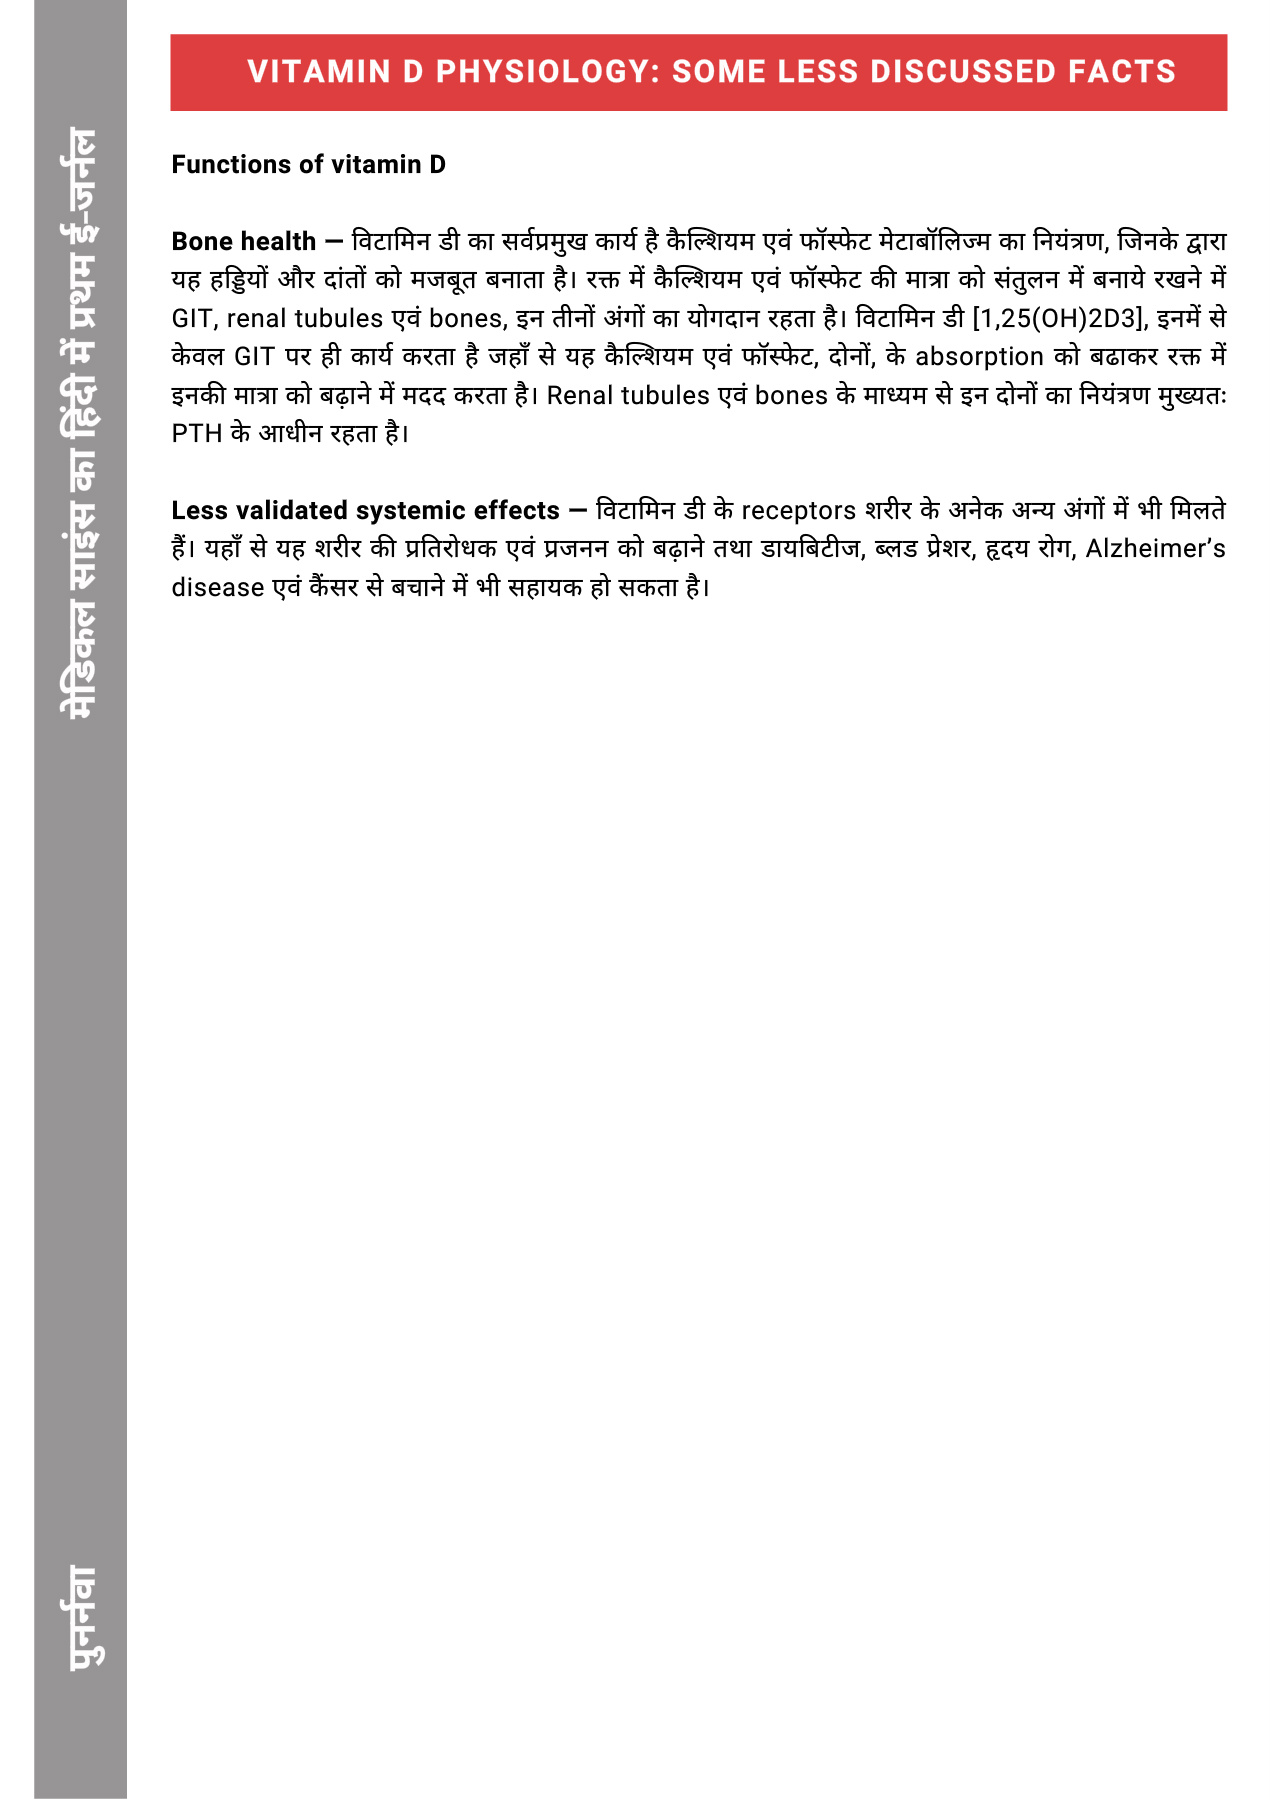 VITAMIN D PHYSIOLOGY: SOME LESS DISCUSSED FACTS
Functions of vitamin D
Bone health — विटामिन डी का सर्वप्रमुख कार्य है कैल्शियम एवं फॉस्फेट मेटाबॉलिज्म का नियंत्रण, जिनके द्वारा
यह हड्डियों और दांतों को मजबूत बनाता है। रक्त में कैल्शियम एवं फॉस्फेट की मात्रा को संतुलन में बनाये रखने में
GIT, renal tubules एवं bones, इन तीनों अंगों का योगदान रहता है। विटामिन डी [1,25(OH)2D3], इनमें से
केवल GIT पर ही कार्य करता है जहाँ से यह कैल्शियम एवं फॉस्फेट, दोनों, के absorption को बढाकर रक्त में
इनकी मात्रा को बढ़ाने में मदद करता है। Renal tubules एवं bones के माध्यम से इन दोनों का नियंत्रण मुख्यतः
PTH के आधीन रहता है।
Less validated systemic effects — विटामिन डी के receptors शरीर के अनेक अन्य अंगों में भी मिलते
हैं। यहाँ से यह शरीर की प्रतिरोधक एवं प्रजनन को बढ़ाने तथा डायबिटीज, ब्लड प्रेशर, हृदय रोग, Alzheimer’s
disease एवं कैंसर से बचाने में भी सहायक हो सकता है।
मेडिकल साइंस का हिंदी में प्रथम ई-जर्नल
पुनर्नवा